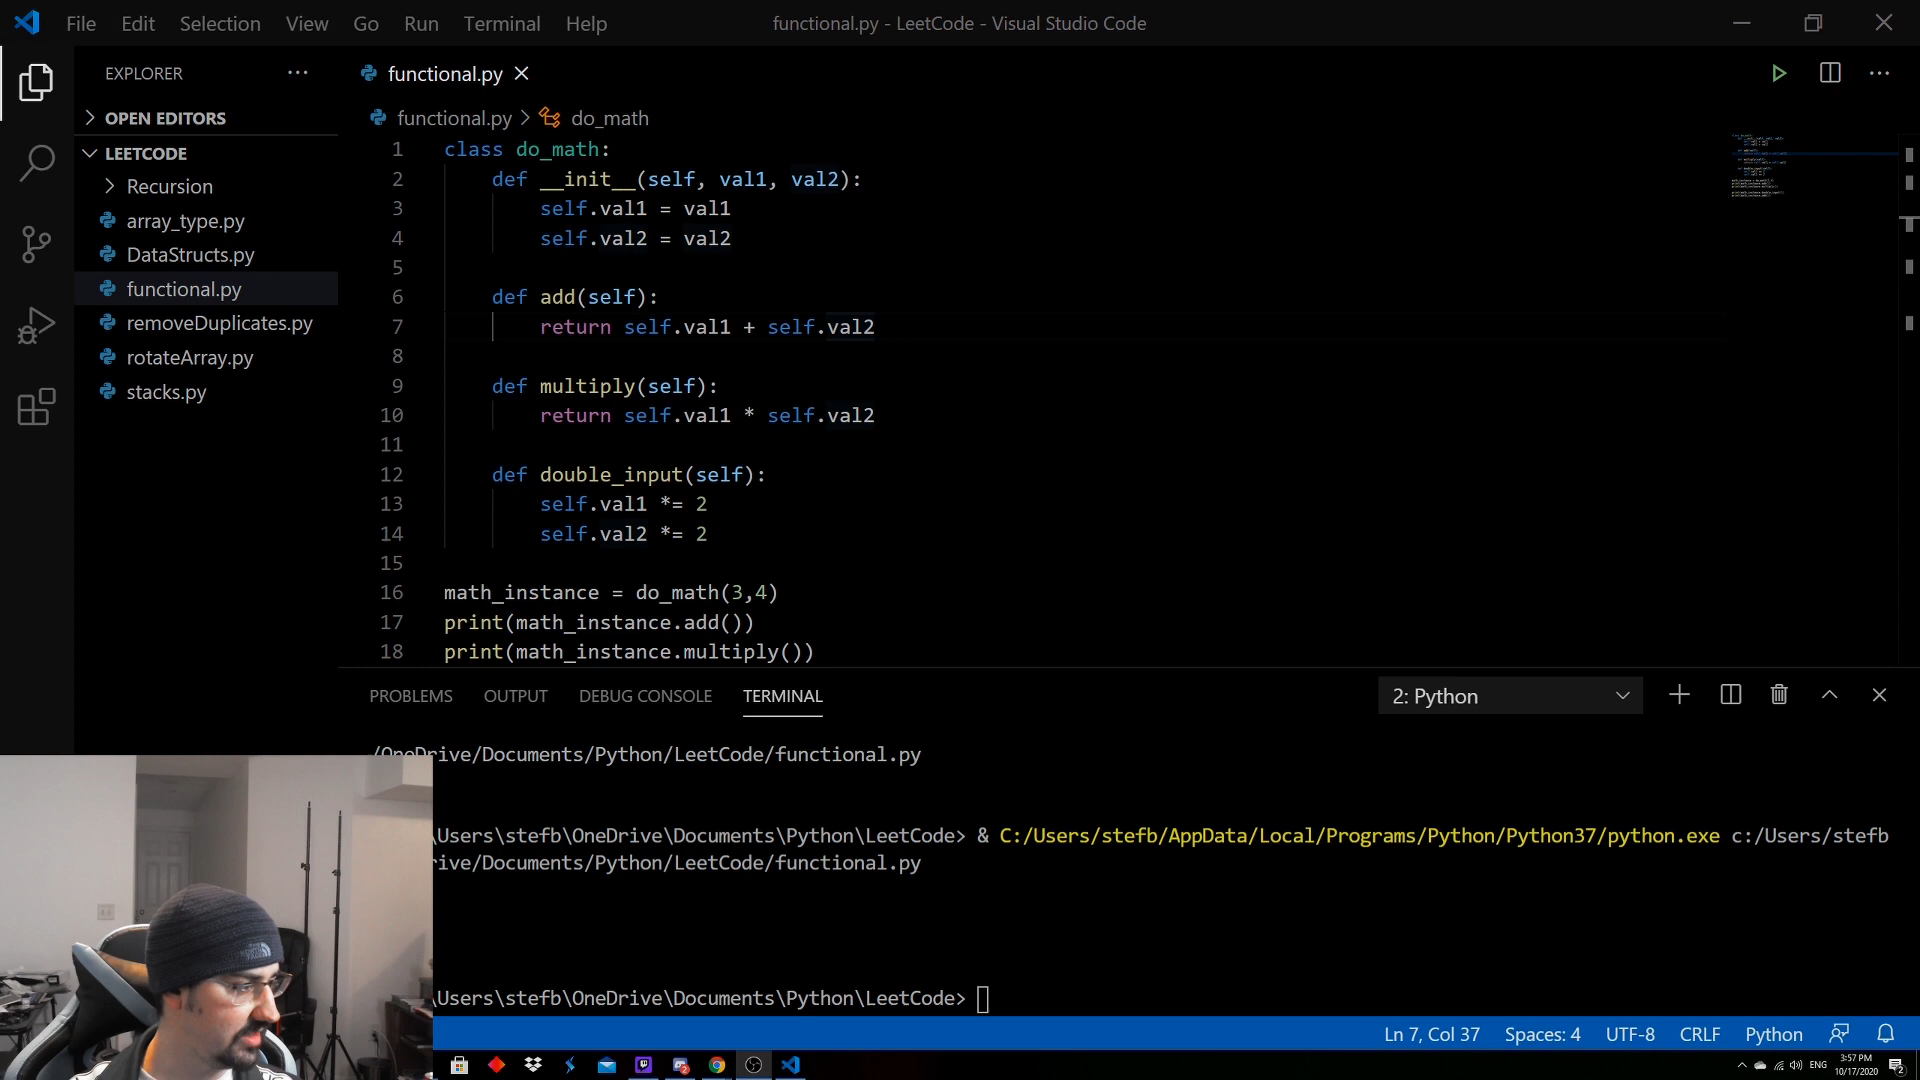 File Edit Selection View Go Run Terminal Help functional.py - LeetCode - Visual Studio Code
EXPLORER
functional.py
OPEN EDITORS
functional.py > do_math
LEETCODE
Recursion
array_type.py
DataStructs.py
functional.py
removeDuplicates.py
rotateArray.py
stacks.py
1 class do_math:
2 def __init__(self, val1, val2):
3 self.val1 = val1
4 self.val2 = val2
5
6 def add(self):
7 return self.val1 + self.val2
8
9 def multiply(self):
10 return self.val1 * self.val2
11
12 def double_input(self):
13 self.val1 *= 2
14 self.val2 *= 2
15
16 math_instance = do_math(3,4)
17 print(math_instance.add())
18 print(math_instance.multiply())
PROBLEMS OUTPUT DEBUG CONSOLE TERMINAL 2: Python
/OneDrive/Documents/Python/LeetCode/functional.py
\Users\stefb\OneDrive\Documents\Python\LeetCode> & C:/Users/stefb/AppData/Local/Programs/Python/Python37/python.exe c:/Users/stefb
ive/Documents/Python/LeetCode/functional.py
\Users\stefb\OneDrive\Documents\Python\LeetCode>
Ln 7, Col 37 Spaces: 4 UTF-8 CRLF Python
ENG 3:57 PM
10/17/2020